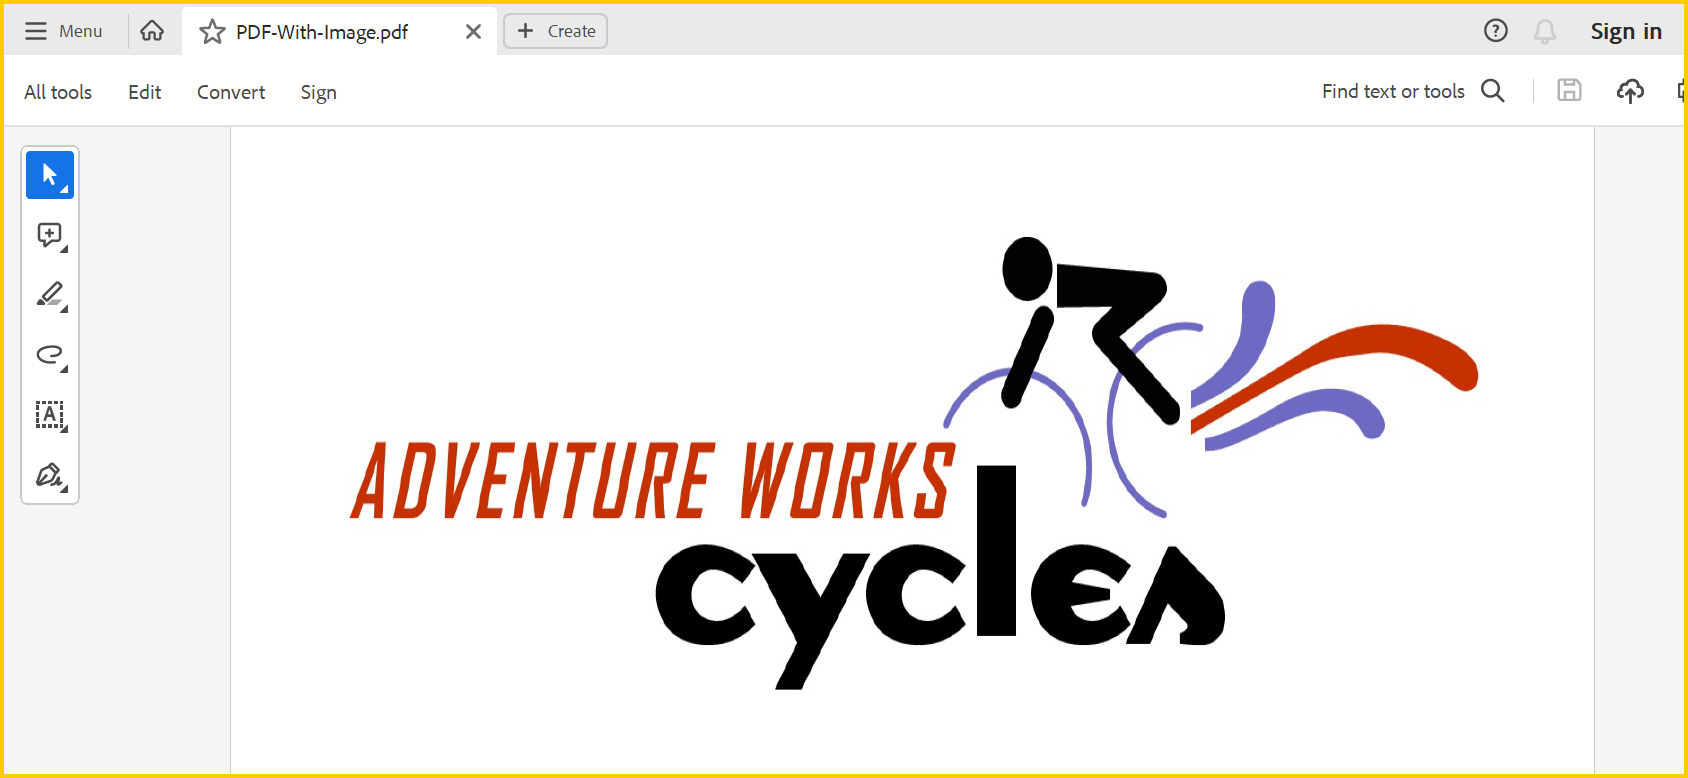 Menu PDF-With-Image.pdf Create Sign in
All tools Edit Convert Sign Find text or tools
A
ADVENTURE WORKS
cycles